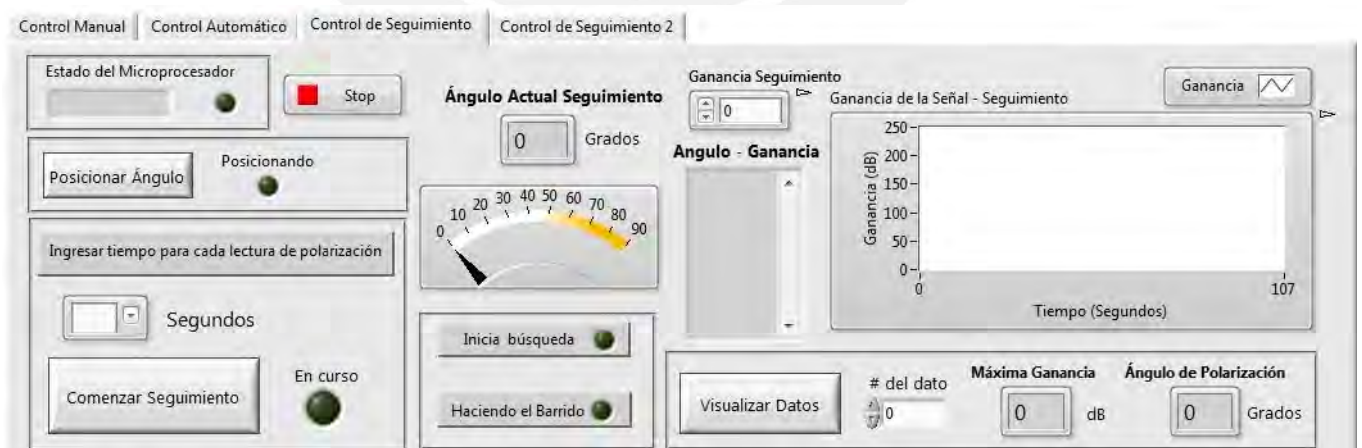 Control Manual
Control Automático
Control de Seguimiento
Control de Seguimiento 2
Estado del Microprocesador
Stop
Posicionar Ángulo
Posicionando
Ingresar tiempo para cada lectura de polarización
Segundos
Comenzar Seguimiento
En curso
Ángulo Actual Seguimiento
0
Grados
0
10
20
30
40
50
60
70
80
90
Inicia búsqueda
Haciendo el Barrido
Ganancia Seguimiento
0
Angulo - Ganancia
Ganancia de la Señal - Seguimiento
Ganancia
Ganancia (dB)
250
200
150
100
50
0
0
107
Tiempo (Segundos)
Visualizar Datos
# del dato
0
Máxima Ganancia
0
dB
Ángulo de Polarización
0
Grados